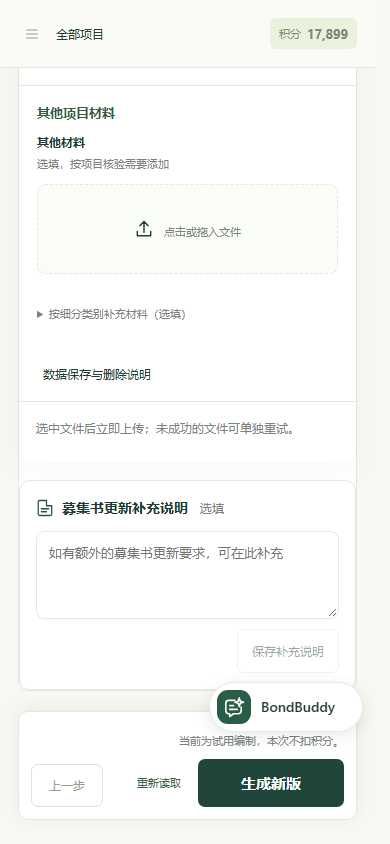 全部项目
积分 17,899
其他项目材料
其他材料
选填，按项目核验需要添加
点击或拖入文件
按细分类别补充材料（选填）
数据保存与删除说明
选中文件后立即上传；未成功的文件可单独重试。
募集书更新补充说明 选填
如有额外的募集书更新要求，可在此补充
保存补充说明
BondBuddy
当前为试用编制，本次不扣积分。
上一步
重新读取
生成新版